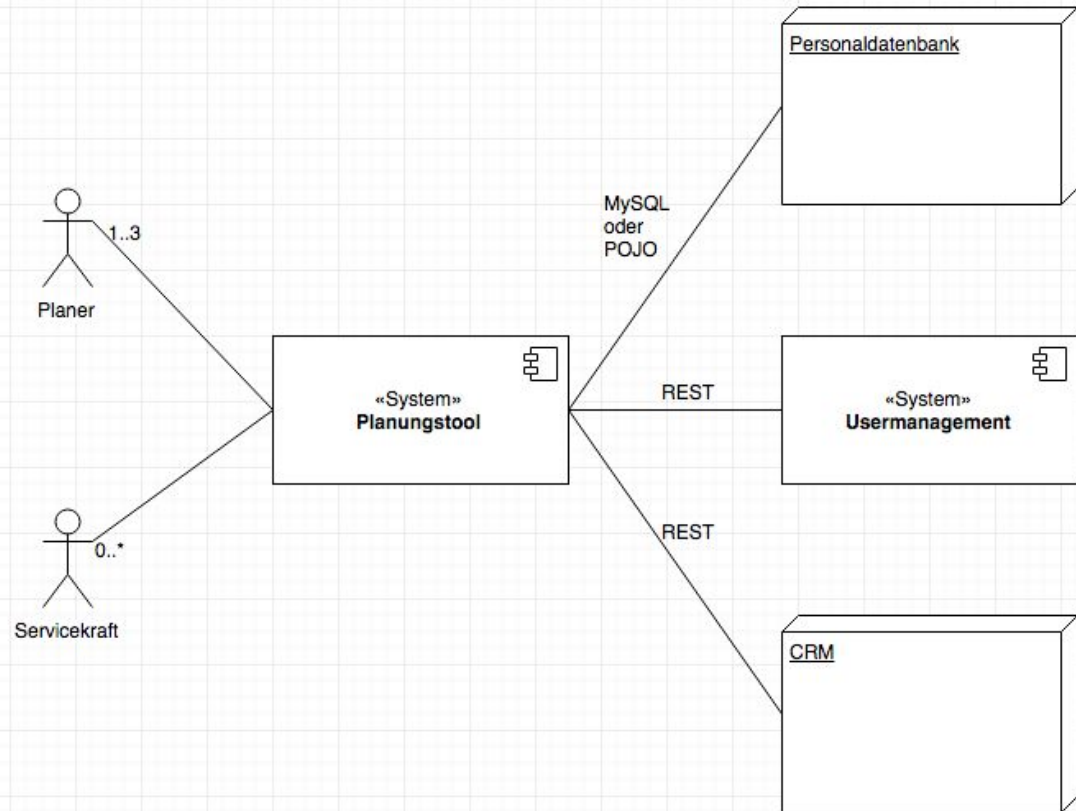 Personaldatenbank
MySQL
oder
POJO
1..3
Planer
«System»
Planungstool
REST
«System»
Usermanagement
REST
0..*
Servicekraft
CRM